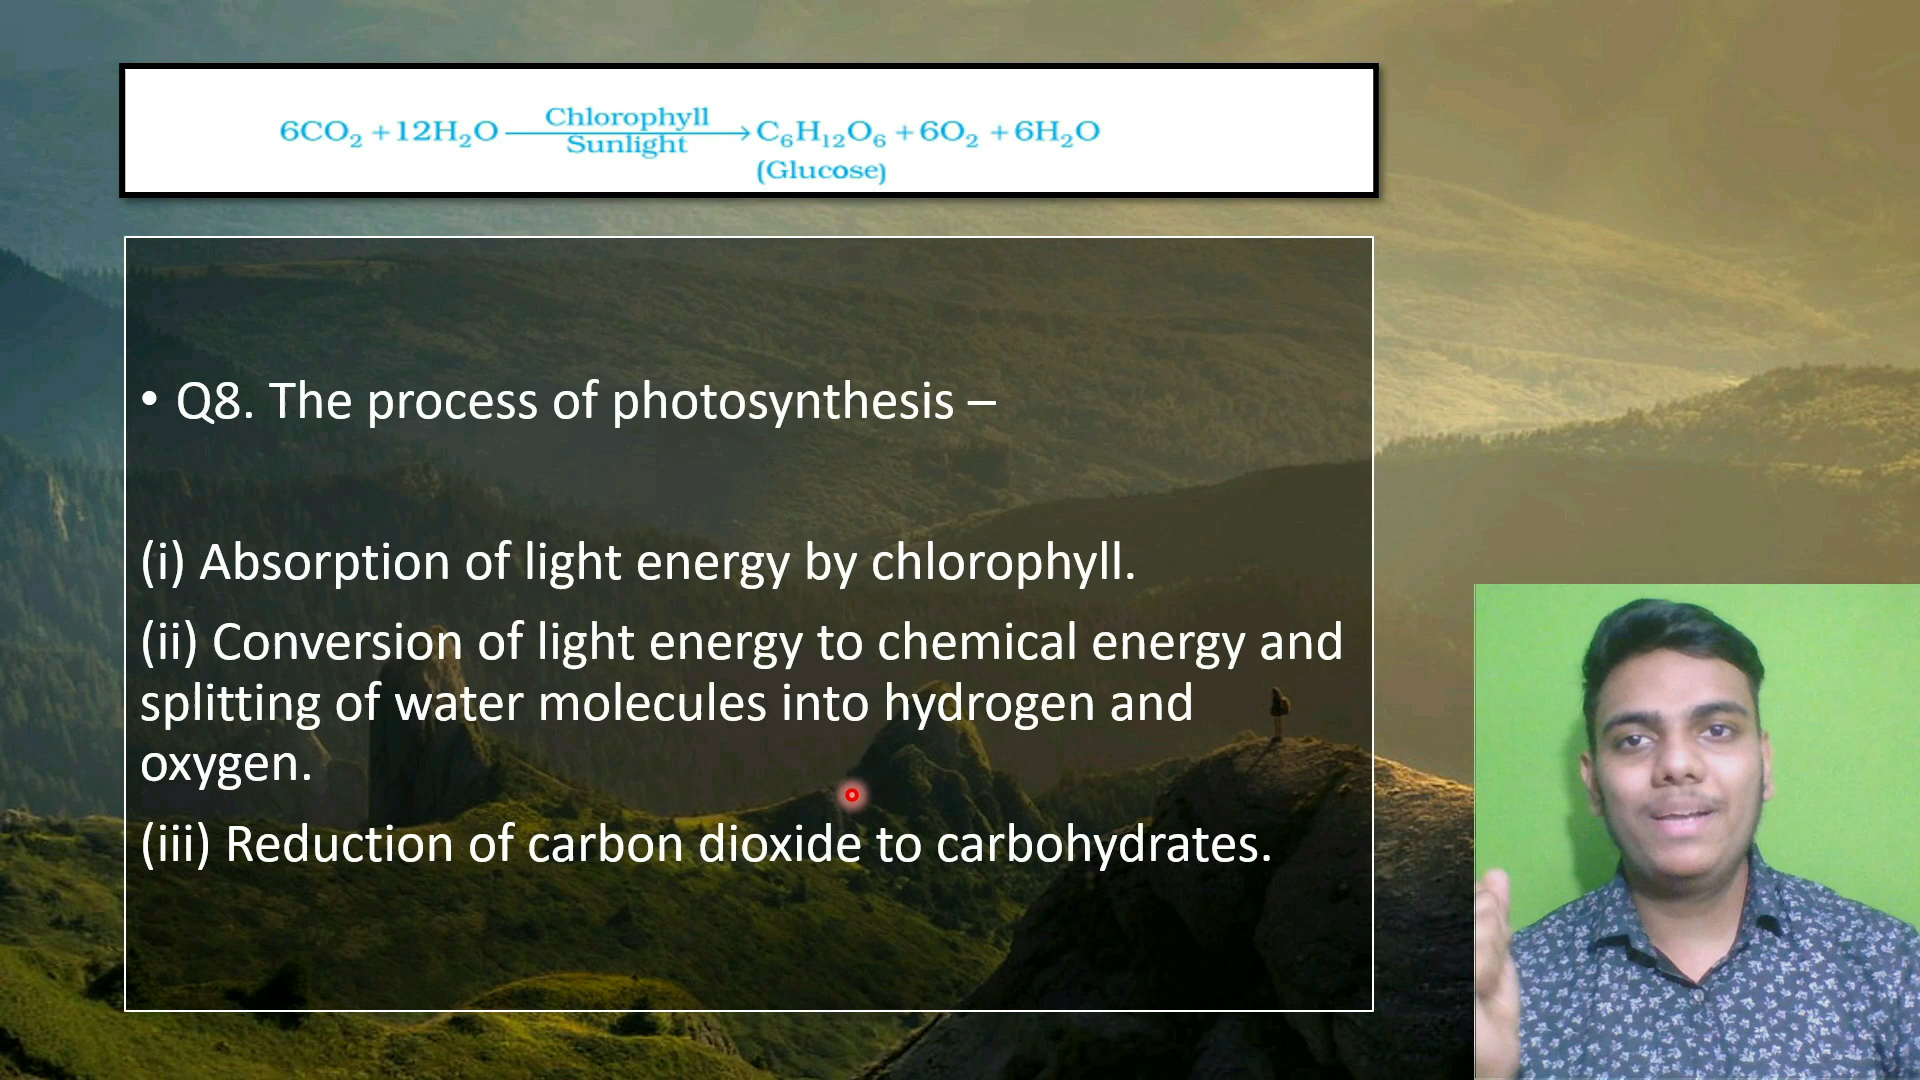 6CO₂ +12H₂O Chlorophyll Sunlight → C₆H₁₂O₆ + 6O₂ + 6H₂O
(Glucose)
• Q8. The process of photosynthesis –
(i) Absorption of light energy by chlorophyll.
(ii) Conversion of light energy to chemical energy and
splitting of water molecules into hydrogen and
oxygen.
(iii) Reduction of carbon dioxide to carbohydrates.